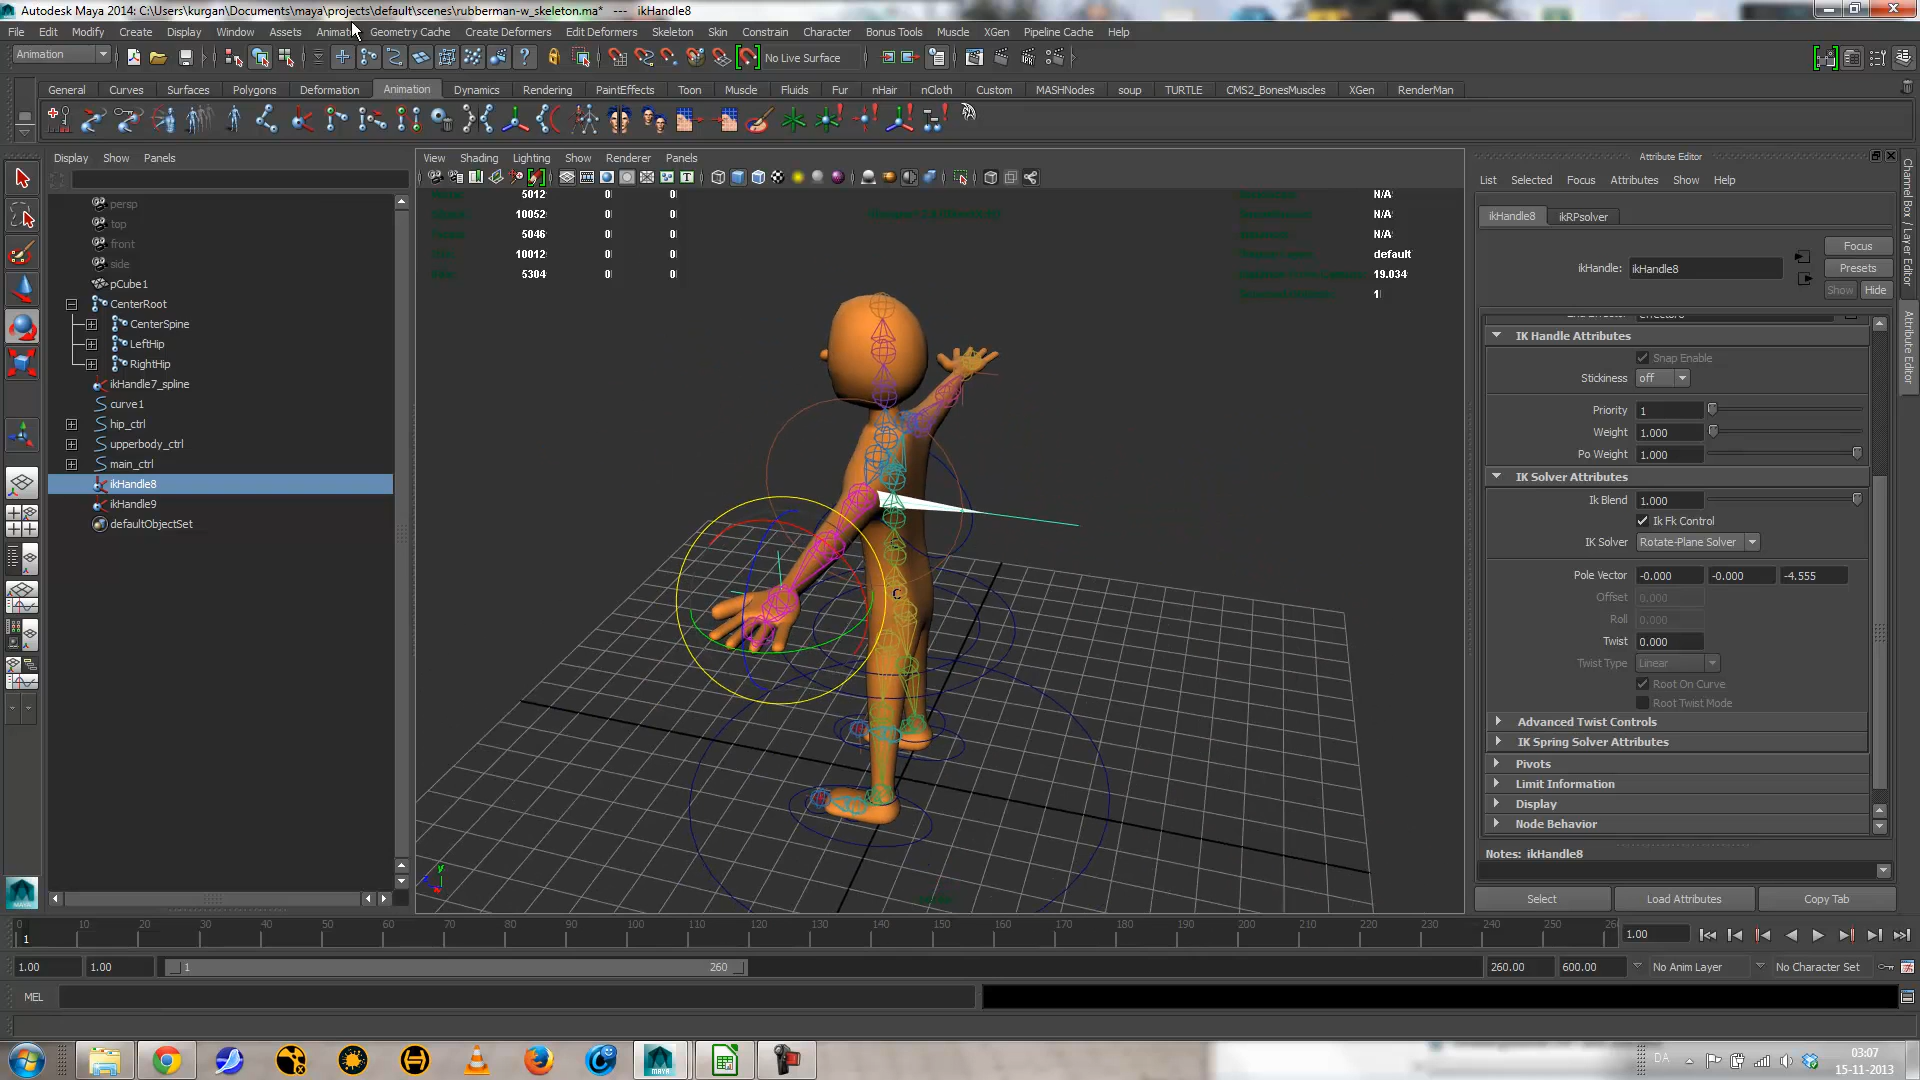 Autodesk Maya 2014: C:\Users\kurgan\Documents\maya\projects\default\scenes\rubberman-w_skeleton.ma* --- ikHandle8
File Edit Modify Create Display Window Assets Animat Geometry Cache Create Deformers Edit Deformers Skeleton Skin Constrain Character Bonus Tools Muscle XGen Pipeline Cache Help
Animation No Live Surface
General Curves Surfaces Polygons Deformation Animation Dynamics Rendering PaintEffects Toon Muscle Fluids Fur nHair nCloth Custom MASHNodes soup TURTLE CMS2_BonesMuscles XGen RenderMan
Display Show Panels
persp
top
front
side
pCube1
CenterRoot
CenterSpine
LeftHip
RightHip
ikHandle7_spline
curve1
hip_ctrl
upperbody_ctrl
main_ctrl
ikHandle8
ikHandle9
defaultObjectSet
View Shading Lighting Show Renderer Panels
5012 0 0 N/A
10052 0 0 N/A
5046 0 0 N/A
10012 0 0 default
5304 0 0 19.034
1
y
Attribute Editor
List Selected Focus Attributes Show Help
ikHandle8 ikRPsolver
Focus
ikHandle: ikHandle8 Presets
Show Hide
IK Handle Attributes
Snap Enable
Stickiness off
Priority 1
Weight 1.000
Po Weight 1.000
IK Solver Attributes
Ik Blend 1.000
Ik Fk Control
IK Solver Rotate-Plane Solver
Pole Vector -0.000 -0.000 -4.555
Offset 0.000
Roll 0.000
Twist 0.000
Twist Type Linear
Root On Curve
Root Twist Mode
Advanced Twist Controls
IK Spring Solver Attributes
Pivots
Limit Information
Display
Node Behavior
Notes: ikHandle8
Select Load Attributes Copy Tab
Channel Box / Layer Editor
Attribute Editor
0 10 20 30 40 50 60 70 80 90 100 110 120 130 140 150 160 170 180 190 200 210 220 230 240 250 26
1 1.00
1.00 1.00 1 260 260.00 600.00 No Anim Layer No Character Set
MEL
MAYA
DA 03:07
15-11-2013